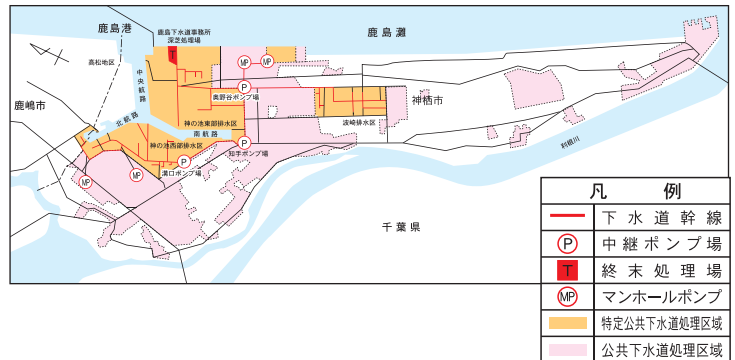 鹿島港
鹿島下水道事務所
深芝処理場
鹿島灘
T
MP
MP
高松地区
中央航路
P
奥野谷ポンプ場
鹿嶋市
神栖市
北航路
神の池東部排水区
波崎排水区
南航路
神の池西部排水区
P
知手ポンプ場
利根川
P
溝口ポンプ場
MP
MP
千葉県
凡例
下水道幹線
P 中継ポンプ場
T 終末処理場
MP マンホールポンプ
特定公共下水道処理区域
公共下水道処理区域